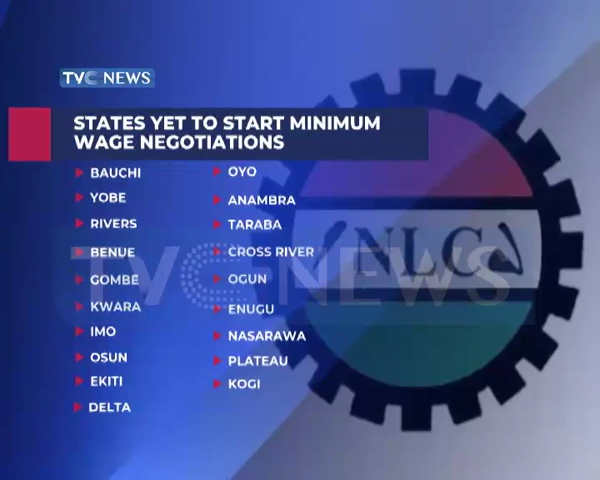 TVC NEWS
STATES YET TO START MINIMUM
WAGE NEGOTIATIONS
BAUCHI
YOBE
RIVERS
BENUE
GOMBE
KWARA
IMO
OSUN
EKITI
DELTA
OYO
ANAMBRA
TARABA
CROSS RIVER
OGUN
ENUGU
NASARAWA
PLATEAU
KOGI
NLC
TVC NEWS